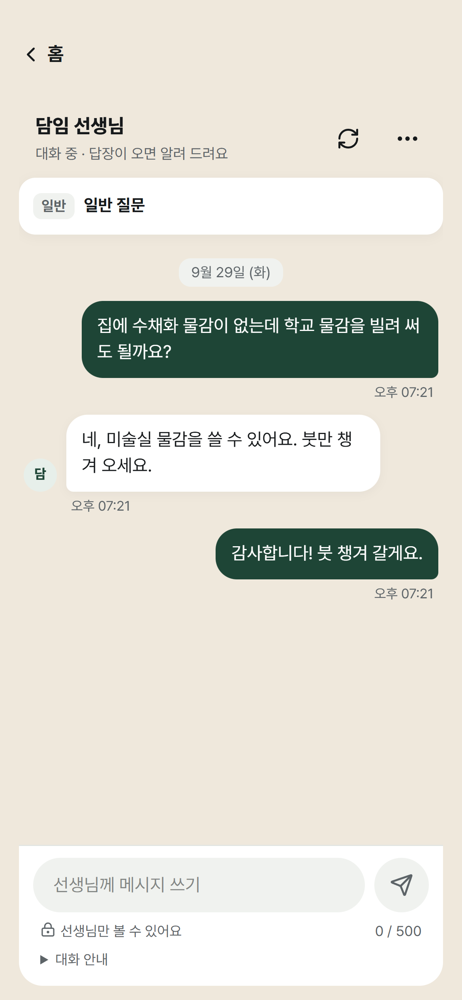 홈
담임 선생님
대화 중 · 답장이 오면 알려 드려요
일반 일반 질문
9월 29일 (화)
집에 수채화 물감이 없는데 학교 물감을 빌려 써
도 될까요?
오후 07:21
네, 미술실 물감을 쓸 수 있어요. 붓만 챙
겨 오세요.
담
오후 07:21
감사합니다! 붓 챙겨 갈게요.
오후 07:21
선생님께 메시지 쓰기
선생님만 볼 수 있어요 0 / 500
▶ 대화 안내